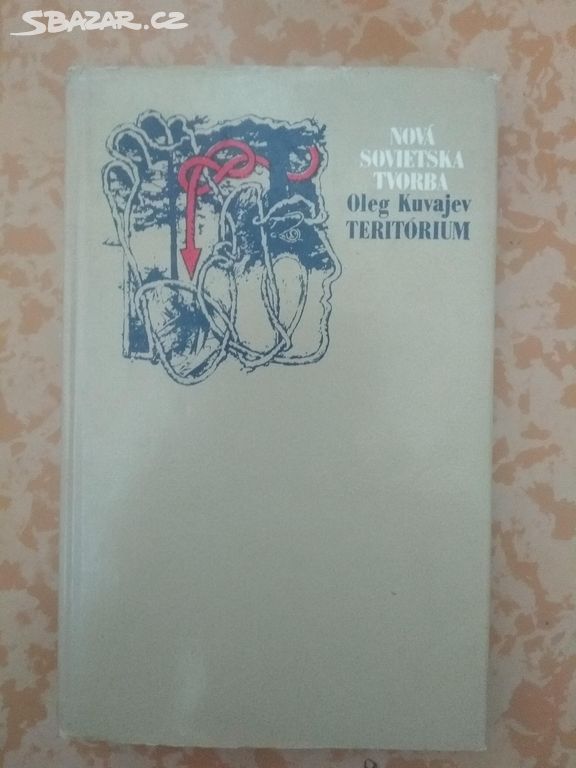 SBAZAR.CZ
NOVÁ
SOVIETSKA
TVORBA
Oleg Kuvajev
TERITÓRIUM